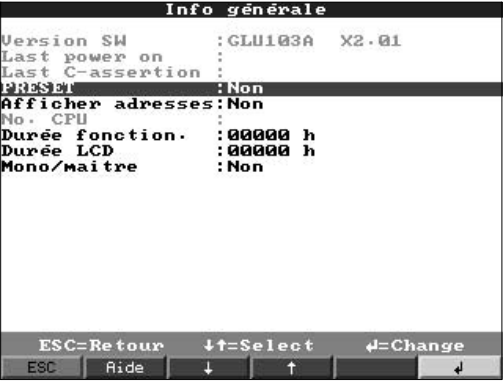 Info générale
Version SW :GLU103A X2.01
Last power on :
Last C-assertion :
PRESET :Non
Afficher adresses:Non
No. CPU :
Durée fonction. :00000 h
Durée LCD :00000 h
Mono/maitre :Non
ESC=Retour ↓↑=Select ↵=Change
ESC Aide ↓ ↑ ↵